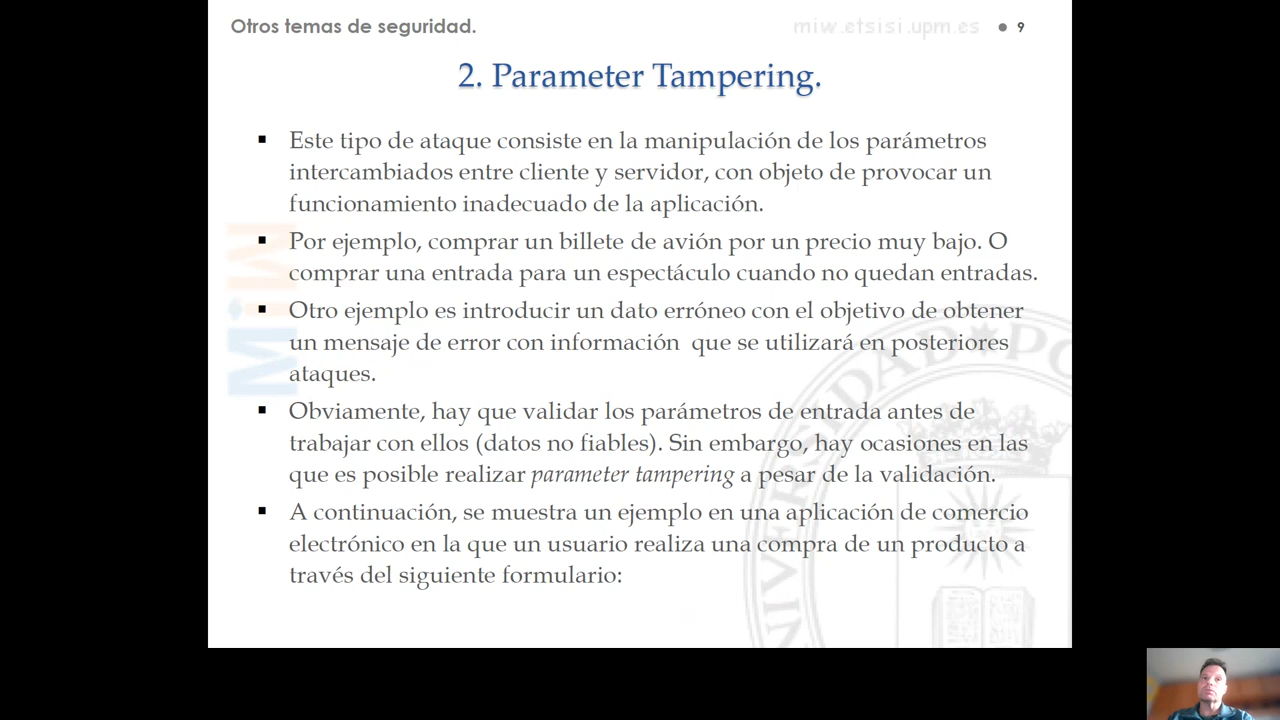 Otros temas de seguridad.
miw.etsisi.upm.es ● 9
2. Parameter Tampering.
▪ Este tipo de ataque consiste en la manipulación de los parámetros
intercambiados entre cliente y servidor, con objeto de provocar un
funcionamiento inadecuado de la aplicación.
▪ Por ejemplo, comprar un billete de avión por un precio muy bajo. O
comprar una entrada para un espectáculo cuando no quedan entradas.
▪ Otro ejemplo es introducir un dato erróneo con el objetivo de obtener
un mensaje de error con información  que se utilizará en posteriores
ataques.
▪ Obviamente, hay que validar los parámetros de entrada antes de
trabajar con ellos (datos no fiables). Sin embargo, hay ocasiones en las
que es posible realizar parameter tampering a pesar de la validación.
▪ A continuación, se muestra un ejemplo en una aplicación de comercio
electrónico en la que un usuario realiza una compra de un producto a
través del siguiente formulario:
MiW